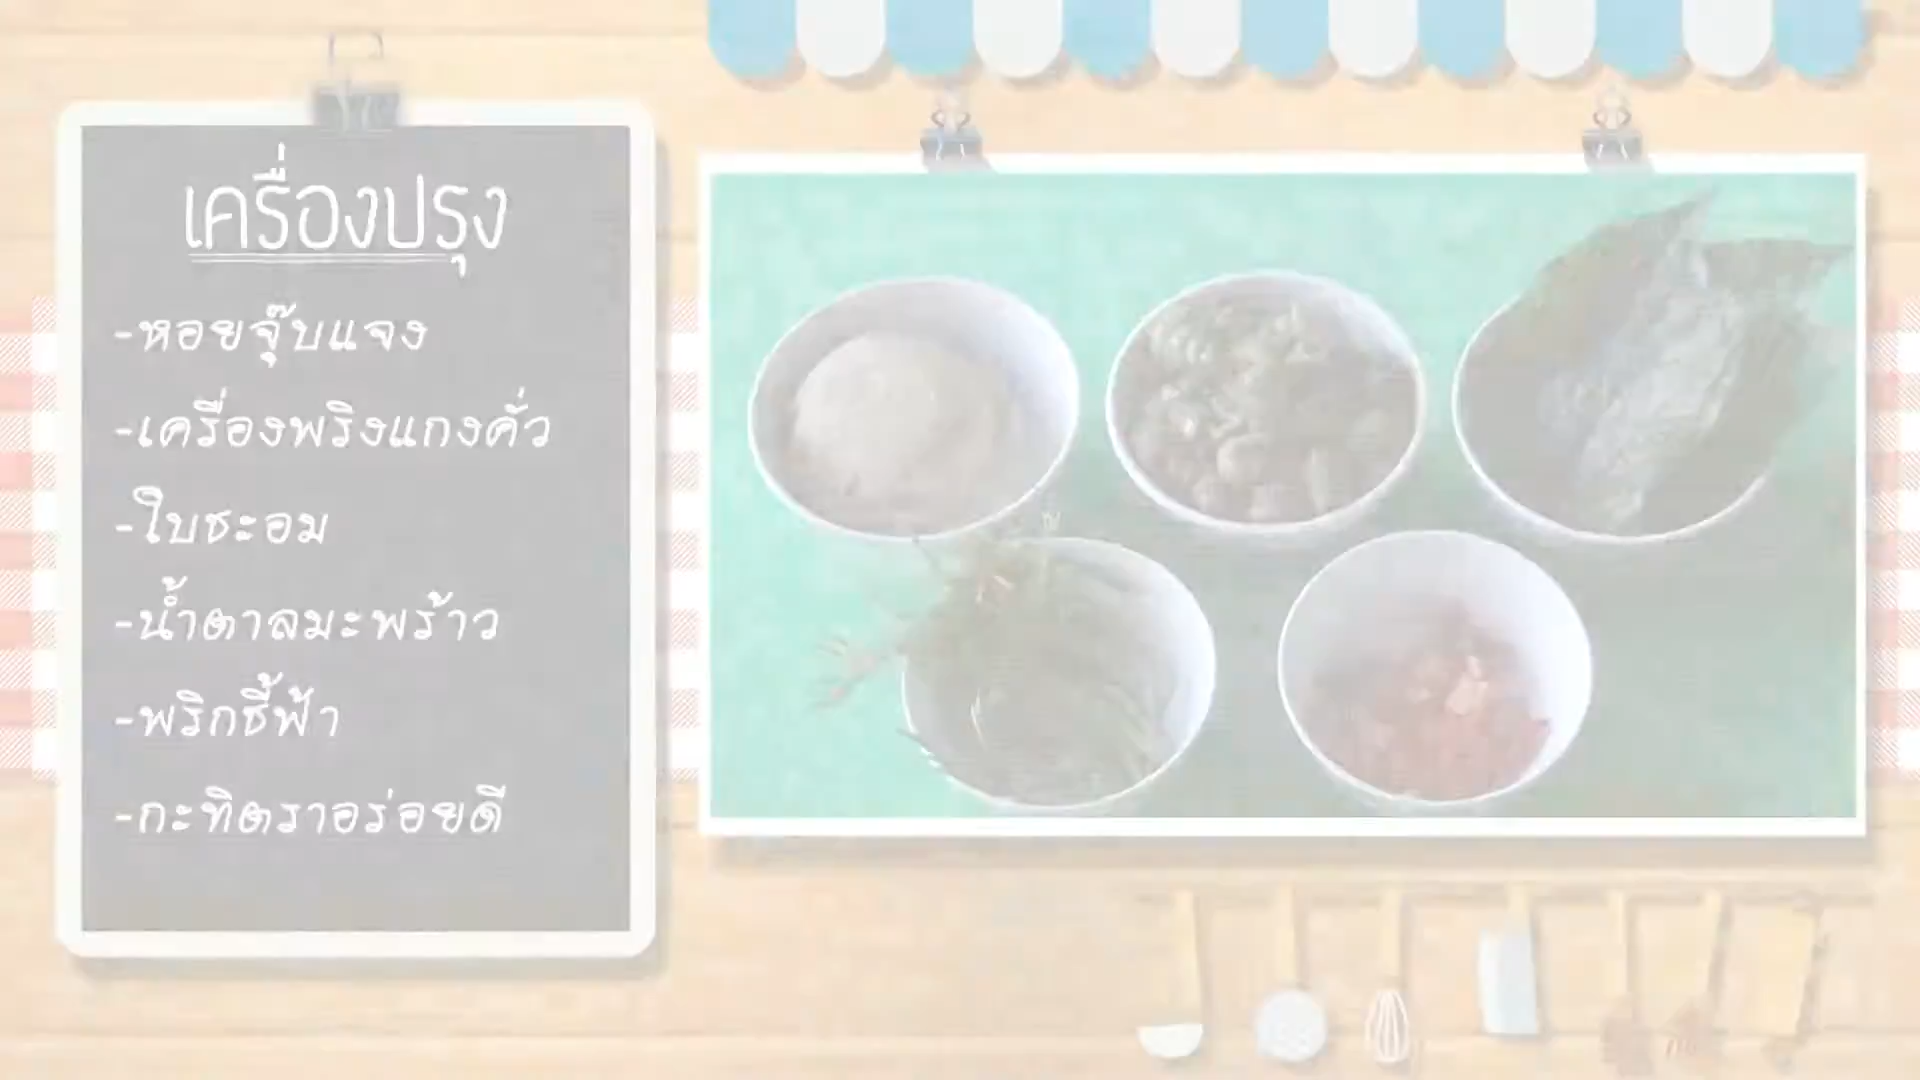 เครื่องปรุง
-หอยจุ๊บแจง
-เครื่องพริงแกงคั่ว
-ใบชะอม
-น้ำตาลมะพร้าว
-พริกชี้ฟ้า
-กะทิตราอร่อยดี